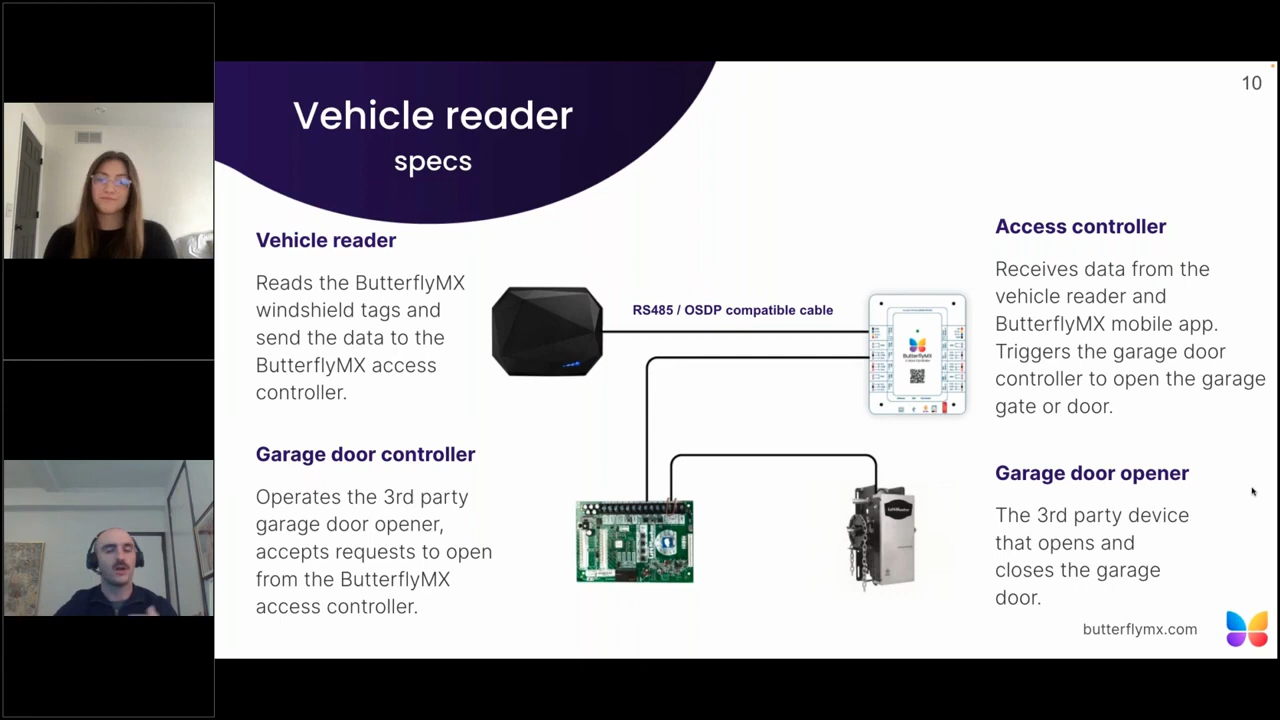 10
Vehicle reader
specs
Vehicle reader
Reads the ButterflyMX
windshield tags and
send the data to the
ButterflyMX access
controller.
RS485 / OSDP compatible cable
ButterflyMX
Access controller
Receives data from the
vehicle reader and
ButterflyMX mobile app.
Triggers the garage door
controller to open the garage
gate or door.
Garage door controller
Operates the 3rd party
garage door opener,
accepts requests to open
from the ButterflyMX
access controller.
Garage door opener
The 3rd party device
that opens and
closes the garage
door.
butterflymx.com